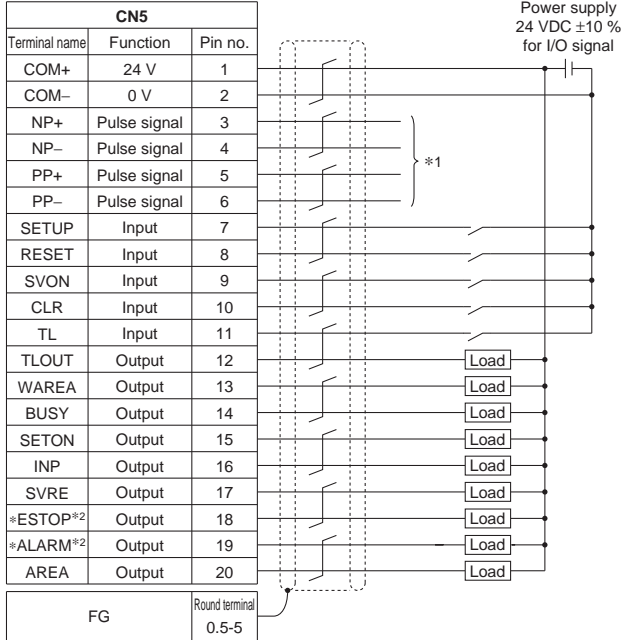 Power supply
24 VDC ±10 %
for I/O signal
CN5
Terminal name Function Pin no.
COM+ 24 V 1
COM− 0 V 2
NP+ Pulse signal 3
NP− Pulse signal 4
PP+ Pulse signal 5
PP− Pulse signal 6
*1
SETUP Input 7
RESET Input 8
SVON Input 9
CLR Input 10
TL Input 11
TLOUT Output 12 Load
WAREA Output 13 Load
BUSY Output 14 Load
SETON Output 15 Load
INP Output 16 Load
SVRE Output 17 Load
*ESTOP*2 Output 18 Load
*ALARM*2 Output 19 Load
AREA Output 20 Load
FG Round terminal
0.5-5